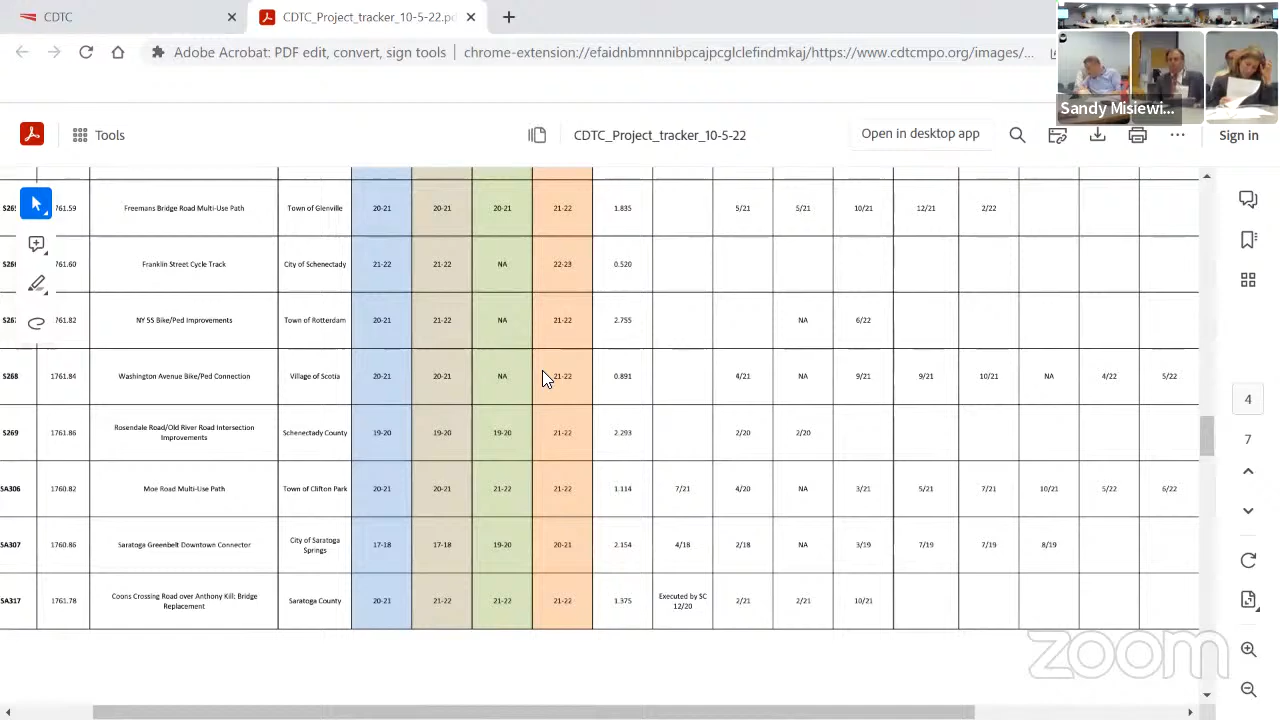 CDTC
CDTC_Project_tracker_10-5-22.pd
Adobe Acrobat: PDF edit, convert, sign tools
chrome-extension://efaidnbmnnnibpcajpcglclefindmkaj/https://www.cdtcmpo.org/images/...
Sandy Misiewi...
Tools
CDTC_Project_tracker_10-5-22
Open in desktop app
Sign in
1761.59 Freemans Bridge Road Multi-Use Path Town of Glenville 20-21 20-21 20-21 21-22 1.835 5/21 5/21 10/21 12/21 2/22
1761.60 Franklin Street Cycle Track City of Schenectady 21-22 21-22 NA 22-23 0.520
1761.82 NY 5S Bike/Ped Improvements Town of Rotterdam 20-21 21-22 NA 21-22 2.755 NA 6/22
S268 1761.84 Washington Avenue Bike/Ped Connection Village of Scotia 20-21 20-21 NA 21-22 0.891 4/21 NA 9/21 9/21 10/21 NA 4/22 5/22
S269 1761.86 Rosendale Road/Old River Road Intersection Improvements Schenectady County 19-20 19-20 19-20 21-22 2.293 2/20 2/20
SA306 1760.82 Moe Road Multi-Use Path Town of Clifton Park 20-21 20-21 21-22 21-22 1.114 7/21 4/20 NA 3/21 5/21 7/21 10/21 5/22 6/22
SA307 1760.86 Saratoga Greenbelt Downtown Connector City of Saratoga Springs 17-18 17-18 19-20 20-21 2.154 4/18 2/18 NA 3/19 7/19 7/19 8/19
SA317 1761.78 Coons Crossing Road over Anthony Kill: Bridge Replacement Saratoga County 20-21 21-22 21-22 21-22 1.375 Executed by SC 12/20 2/21 2/21 10/21
4
7
zoom